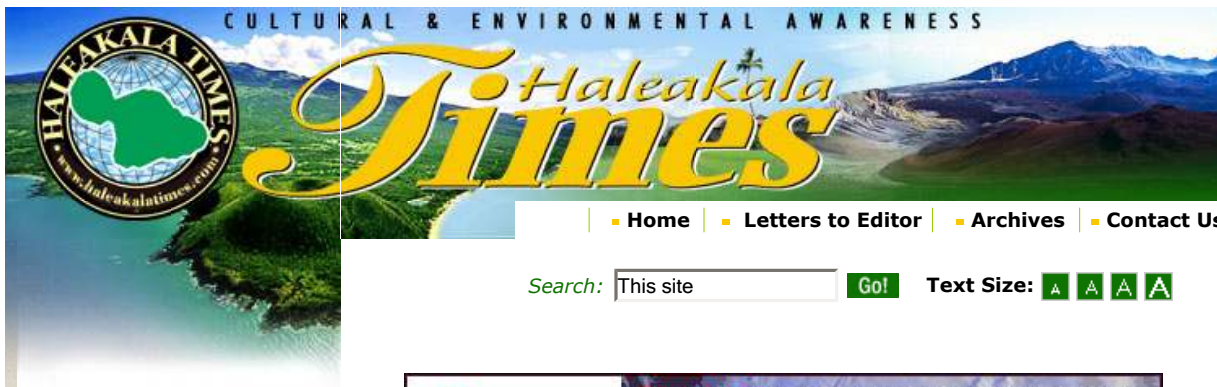 CULTURAL & ENVIRONMENTAL AWARENESS
HALEAKALA TIMES
• www.haleakalatimes.com •
Haleakala
Times
Home
Letters to Editor
Archives
Contact Us
Search: This site Go! Text Size: A A A A